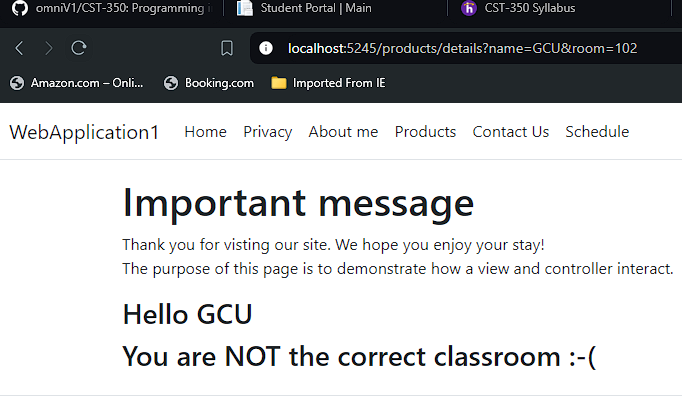 omniV1/CST-350: Programming i
Student Portal | Main
CST-350 Syllabus
localhost:5245/products/details?name=GCU&room=102
Amazon.com – Onli...
Booking.com
Imported From IE
WebApplication1 Home Privacy About me Products Contact Us Schedule
Important message
Thank you for visting our site. We hope you enjoy your stay!
The purpose of this page is to demonstrate how a view and controller interact.
Hello GCU
You are NOT the correct classroom :-(